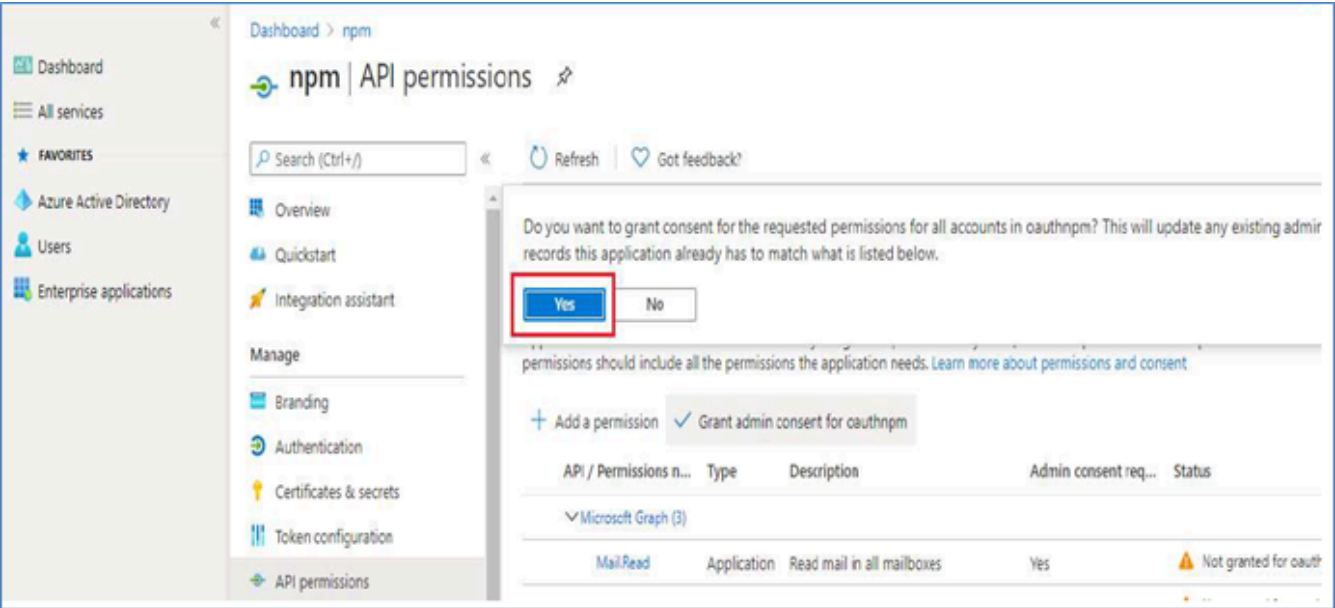 Dashboard > npm
Dashboard
npm | API permissions
All services
FAVORITES
Search (Ctrl+/)
Refresh
Got feedback?
Azure Active Directory
Users
Enterprise applications
Overview
Quickstart
Integration assistant
Do you want to grant consent for the requested permissions for all accounts in oauthnpm? This will update any existing admin
records this application already has to match what is listed below.
Yes
No
Manage
Branding
Authentication
Certificates & secrets
Token configuration
API permissions
permissions should include all the permissions the application needs. Learn more about permissions and consent
Add a permission
Grant admin consent for oauthnpm
API / Permissions n... Type Description Admin consent req... Status
Microsoft Graph (3)
Mail.Read Application Read mail in all mailboxes Yes Not granted for oauth